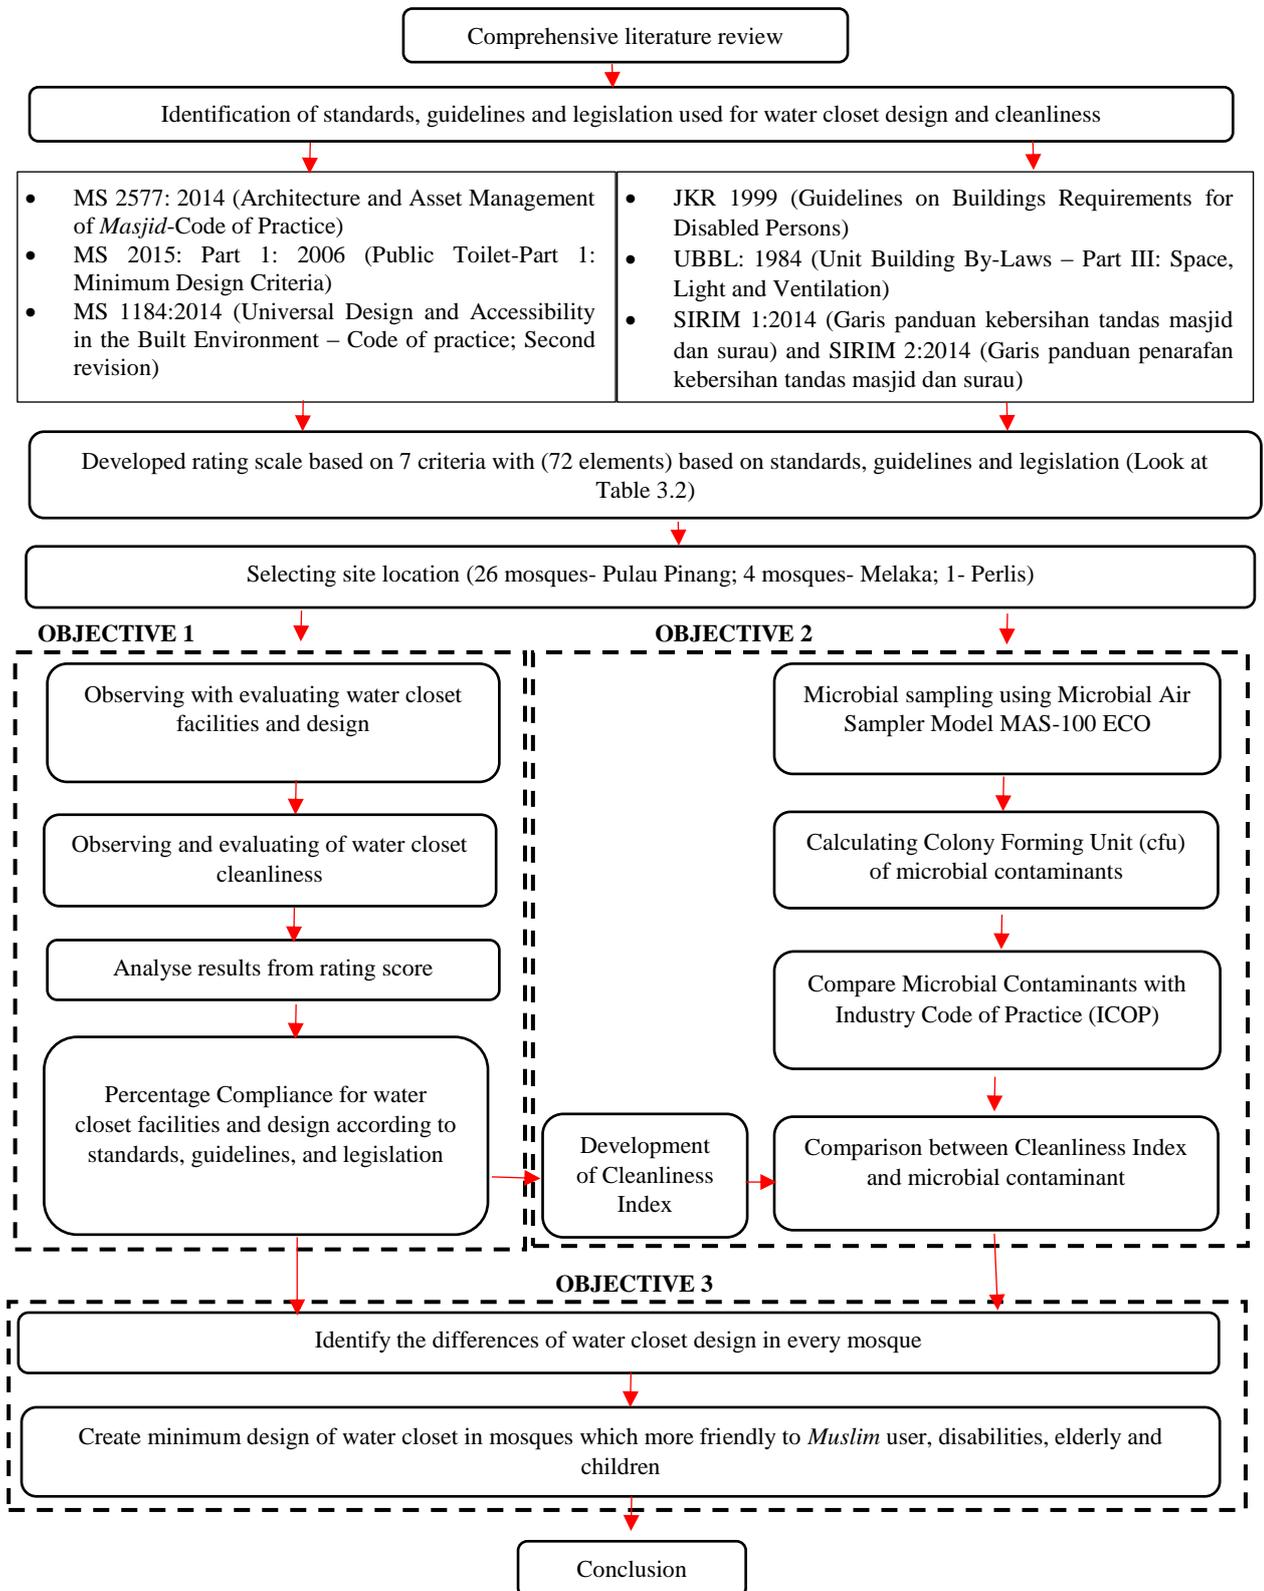 Comprehensive literature review
Identification of standards, guidelines and legislation used for water closet design and cleanliness
• MS 2577: 2014 (Architecture and Asset Management
of Masjid-Code of Practice)
• MS 2015: Part 1: 2006 (Public Toilet-Part 1:
Minimum Design Criteria)
• MS 1184:2014 (Universal Design and Accessibility
in the Built Environment – Code of practice; Second
revision)
• JKR 1999 (Guidelines on Buildings Requirements for
Disabled Persons)
• UBBL: 1984 (Unit Building By-Laws – Part III: Space,
Light and Ventilation)
• SIRIM 1:2014 (Garis panduan kebersihan tandas masjid
dan surau) and SIRIM 2:2014 (Garis panduan penarafan
kebersihan tandas masjid dan surau)
Developed rating scale based on 7 criteria with (72 elements) based on standards, guidelines and legislation (Look at
Table 3.2)
Selecting site location (26 mosques- Pulau Pinang; 4 mosques- Melaka; 1- Perlis)
OBJECTIVE 1
Observing with evaluating water closet
facilities and design
Observing and evaluating of water closet
cleanliness
Analyse results from rating score
Percentage Compliance for water
closet facilities and design according to
standards, guidelines, and legislation
OBJECTIVE 2
Microbial sampling using Microbial Air
Sampler Model MAS-100 ECO
Calculating Colony Forming Unit (cfu)
of microbial contaminants
Compare Microbial Contaminants with
Industry Code of Practice (ICOP)
Development
of Cleanliness
Index
Comparison between Cleanliness Index
and microbial contaminant
OBJECTIVE 3
Identify the differences of water closet design in every mosque
Create minimum design of water closet in mosques which more friendly to Muslim user, disabilities, elderly and
children
Conclusion